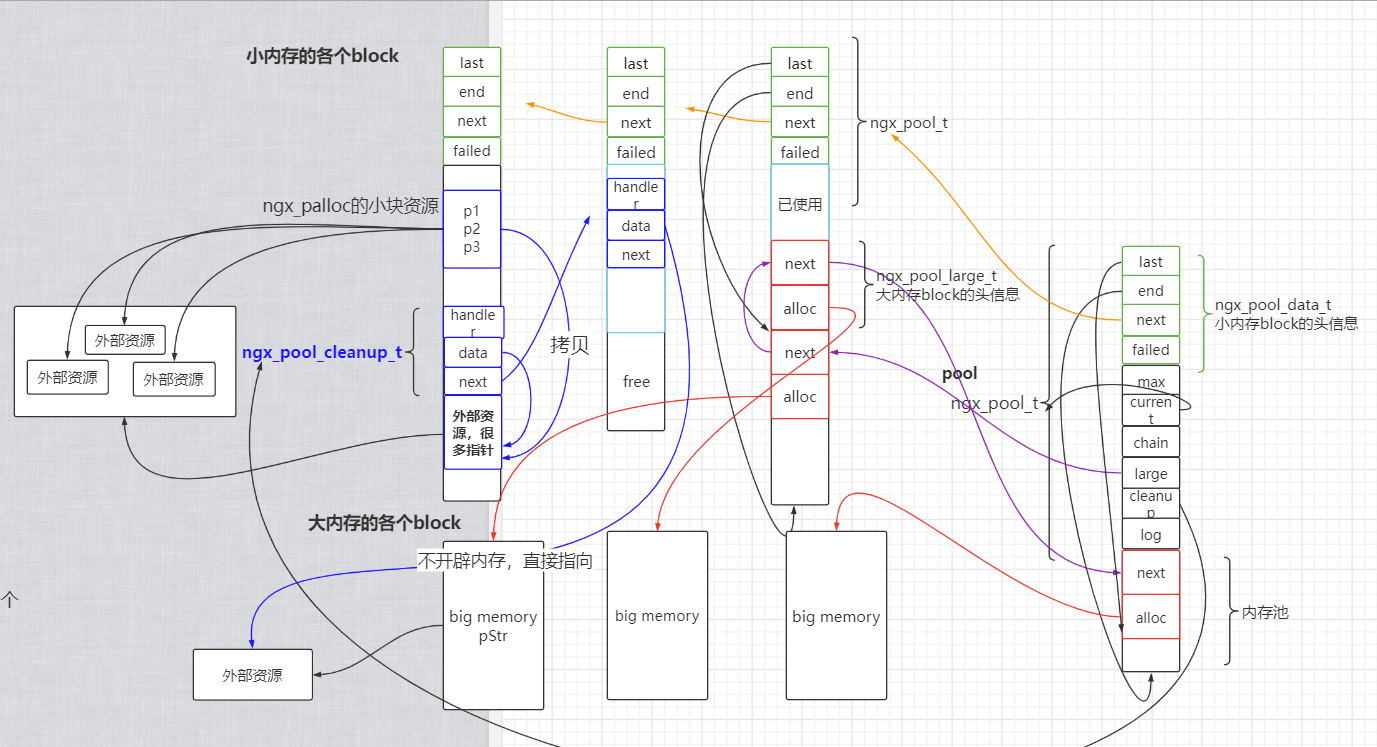 小内存的各个block
last
end
next
failed
ngx_palloc的小块资源
p1
p2
p3
外部资源
外部资源
外部资源
ngx_pool_cleanup_t
handle
r
data
next
外部资
源，很
多指针
拷贝
last
end
next
failed
handle
r
data
next
free
last
end
next
failed
已使用
next
alloc
next
alloc
ngx_pool_t
ngx_pool_large_t
大内存block的头信息
pool
ngx_pool_t
last
end
next
failed
max
curren
t
chain
large
cleanu
p
log
next
alloc
ngx_pool_data_t
小内存block的头信息
内存池
大内存的各个block
不开辟内存，直接指向
big memory
pStr
big memory
big memory
外部资源
个